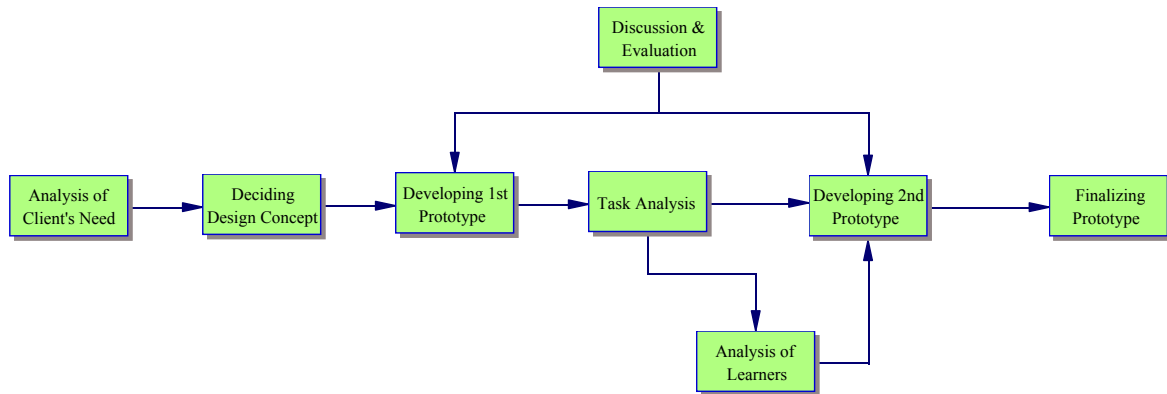 Discussion &
Evaluation
Analysis of
Client's Need
Deciding
Design Concept
Developing 1st
Prototype
Task Analysis
Developing 2nd
Prototype
Finalizing
Prototype
Analysis of
Learners